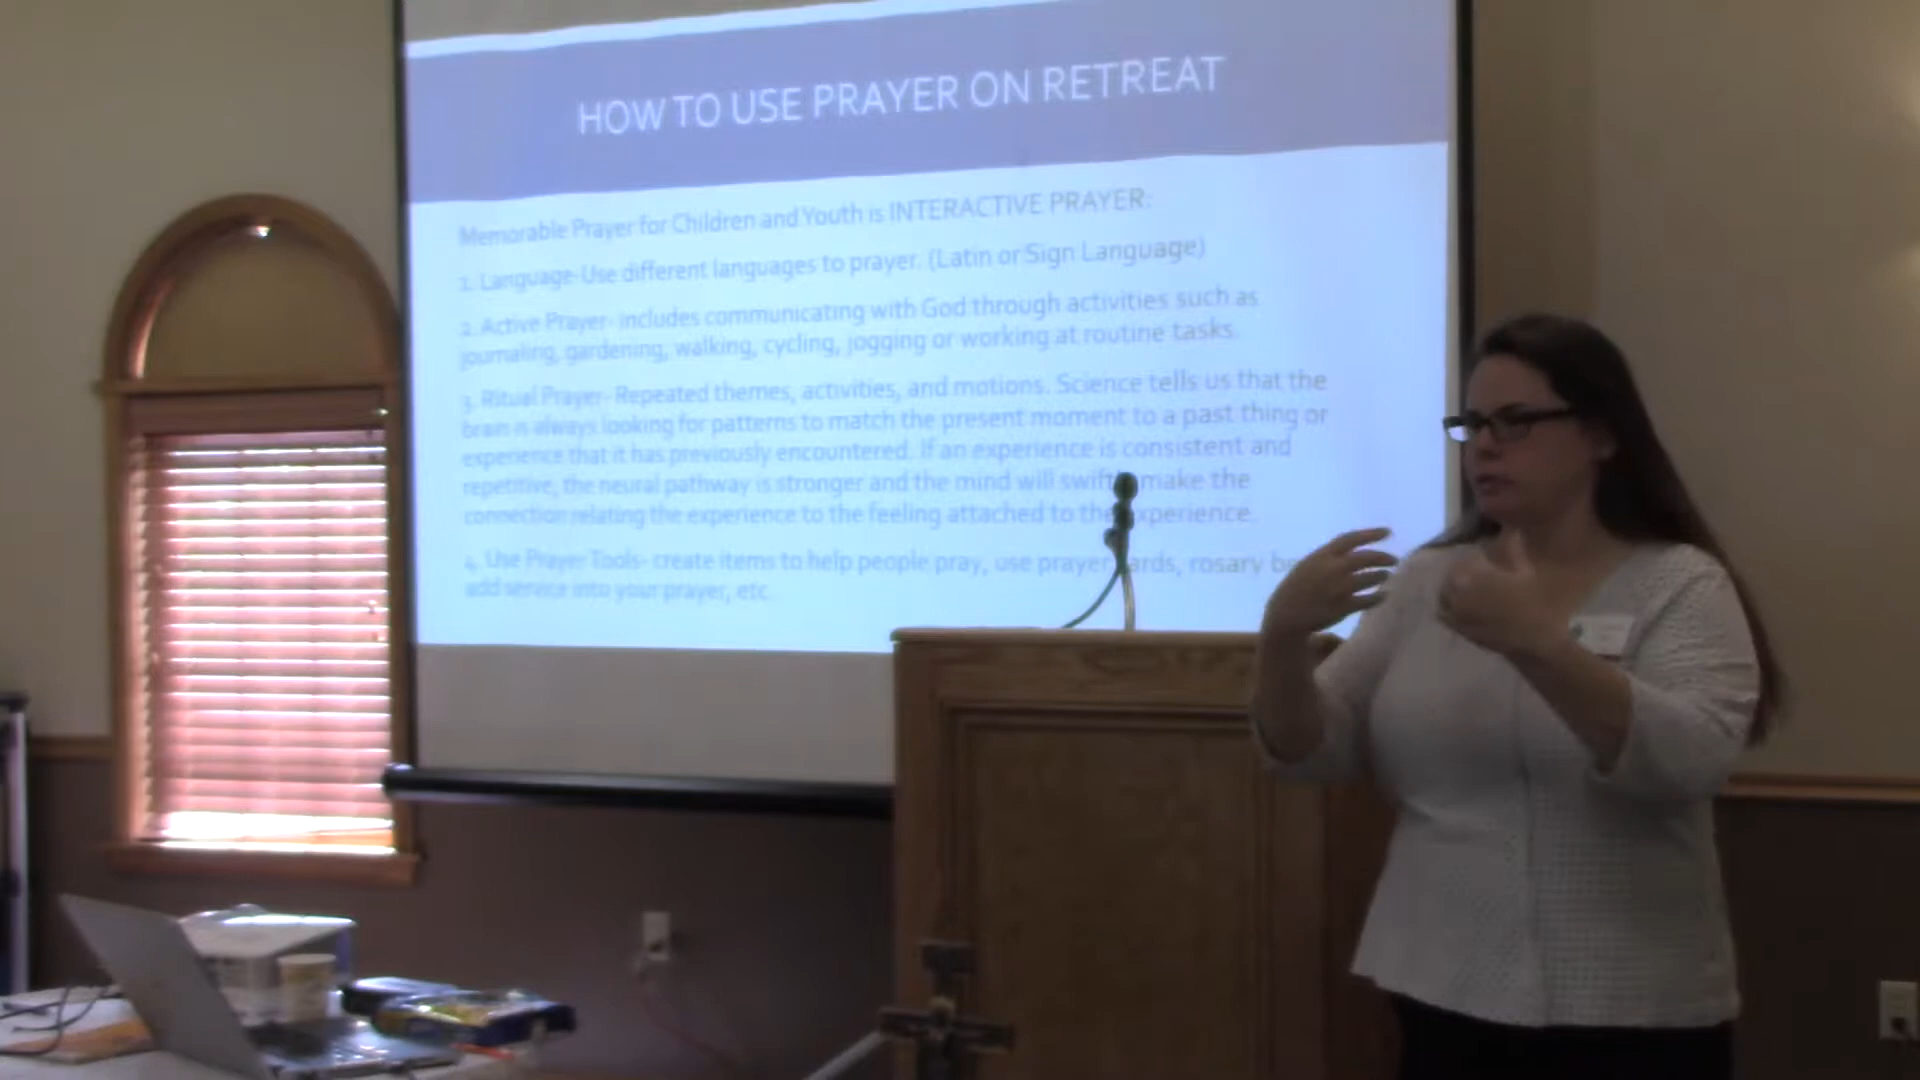 HOW TO USE PRAYER ON RETREAT
Memorable Prayer for Children and Youth is INTERACTIVE PRAYER:
1. Language-Use different languages to prayer. (Latin or Sign Language)
2. Active Prayer- includes communicating with God through activities such as
journaling, gardening, walking, cycling, jogging or working at routine tasks.
3. Ritual Prayer- Repeated themes, activities, and motions. Science tells us that the
brain is always looking for patterns to match the present moment to a past thing or
experience that it has previously encountered. If an experience is consistent and
repetitive, the neural pathway is stronger and the mind will swiftly make the
connection relating the experience to the feeling attached to the experience.
4. Use Prayer Tools- create items to help people pray, use prayer cards, rosary
add service into your prayer, etc.